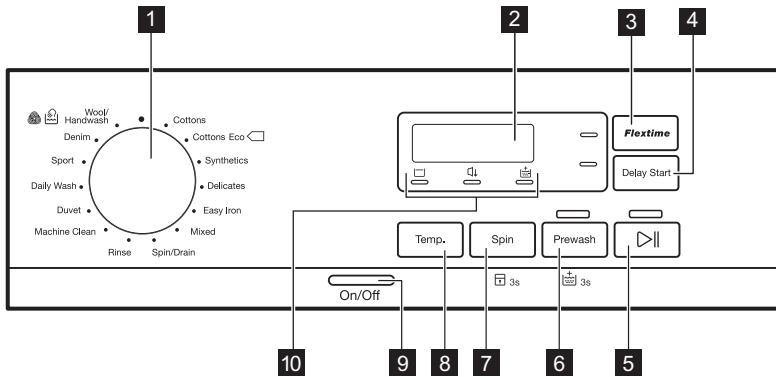 1
2
3
4
Wool/
Handwash
Cottons
Denim
Cottons Eco
Sport
Synthetics
Daily Wash
Delicates
Duvet
Easy Iron
Machine Clean
Mixed
Rinse
Spin/Drain
Flextime
Delay Start
Temp.
Spin
Prewash
3s
3s
On/Off
10
9
8
7
6
5